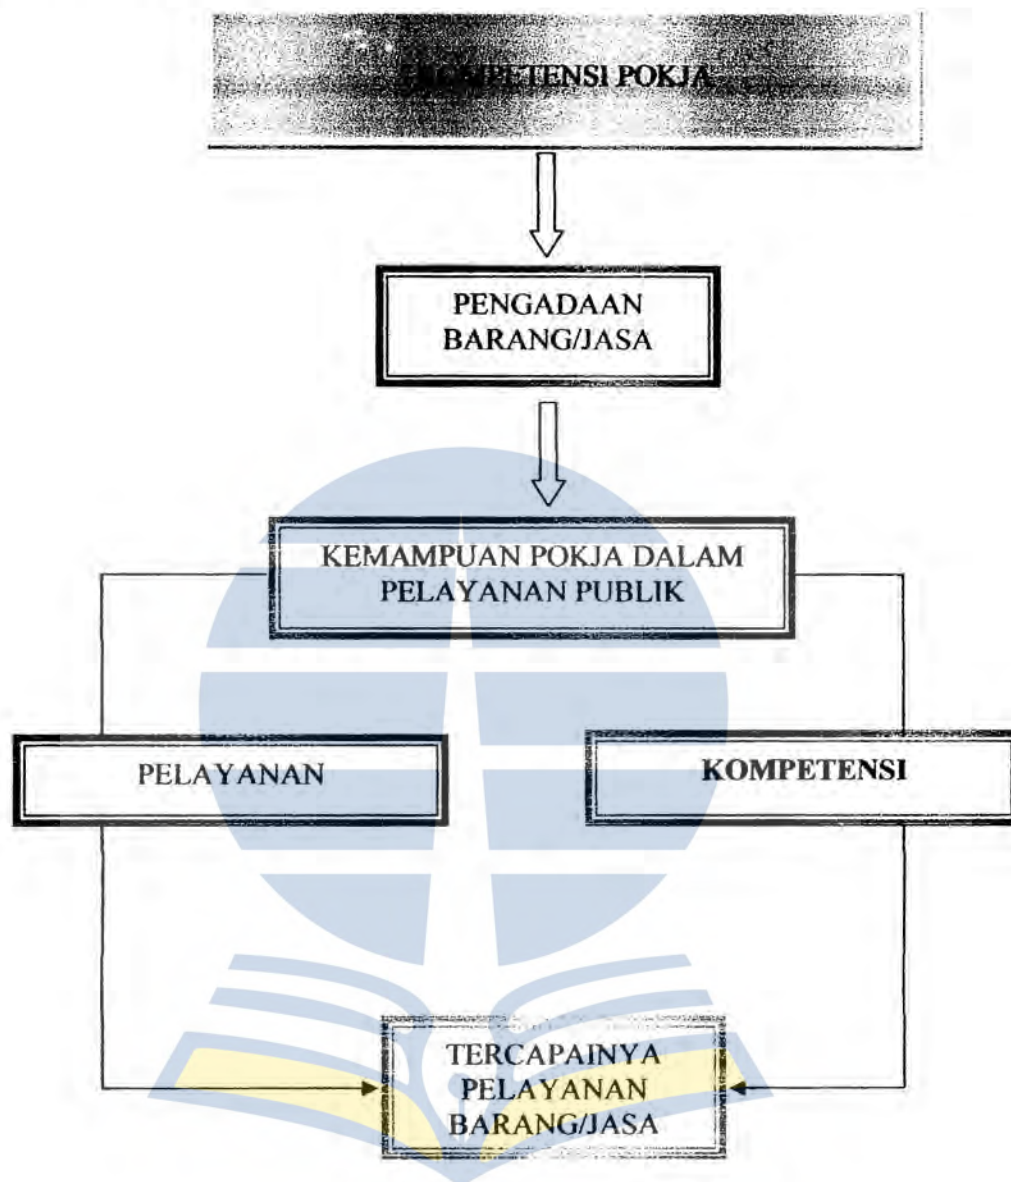 KOMPETENSI POKJA
PENGADAAN
BARANG/JASA
KEMAMPUAN POKJA DALAM
PELAYANAN PUBLIK
PELAYANAN
KOMPETENSI
TERCAPAINYA
PELAYANAN
BARANG/JASA